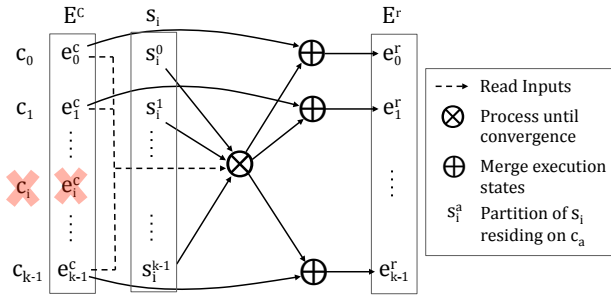 E^C s_i E^r
c_0 e_0^c s_i^0 e_0^r
c_1 e_1^c s_i^1 e_1^r
c_i e_i^c
c_{k-1} e_{k-1}^c s_i^{k-1} e_{k-1}^r
Read Inputs
Process until
convergence
Merge execution
states
s_i^a Partition of s_i
residing on c_a